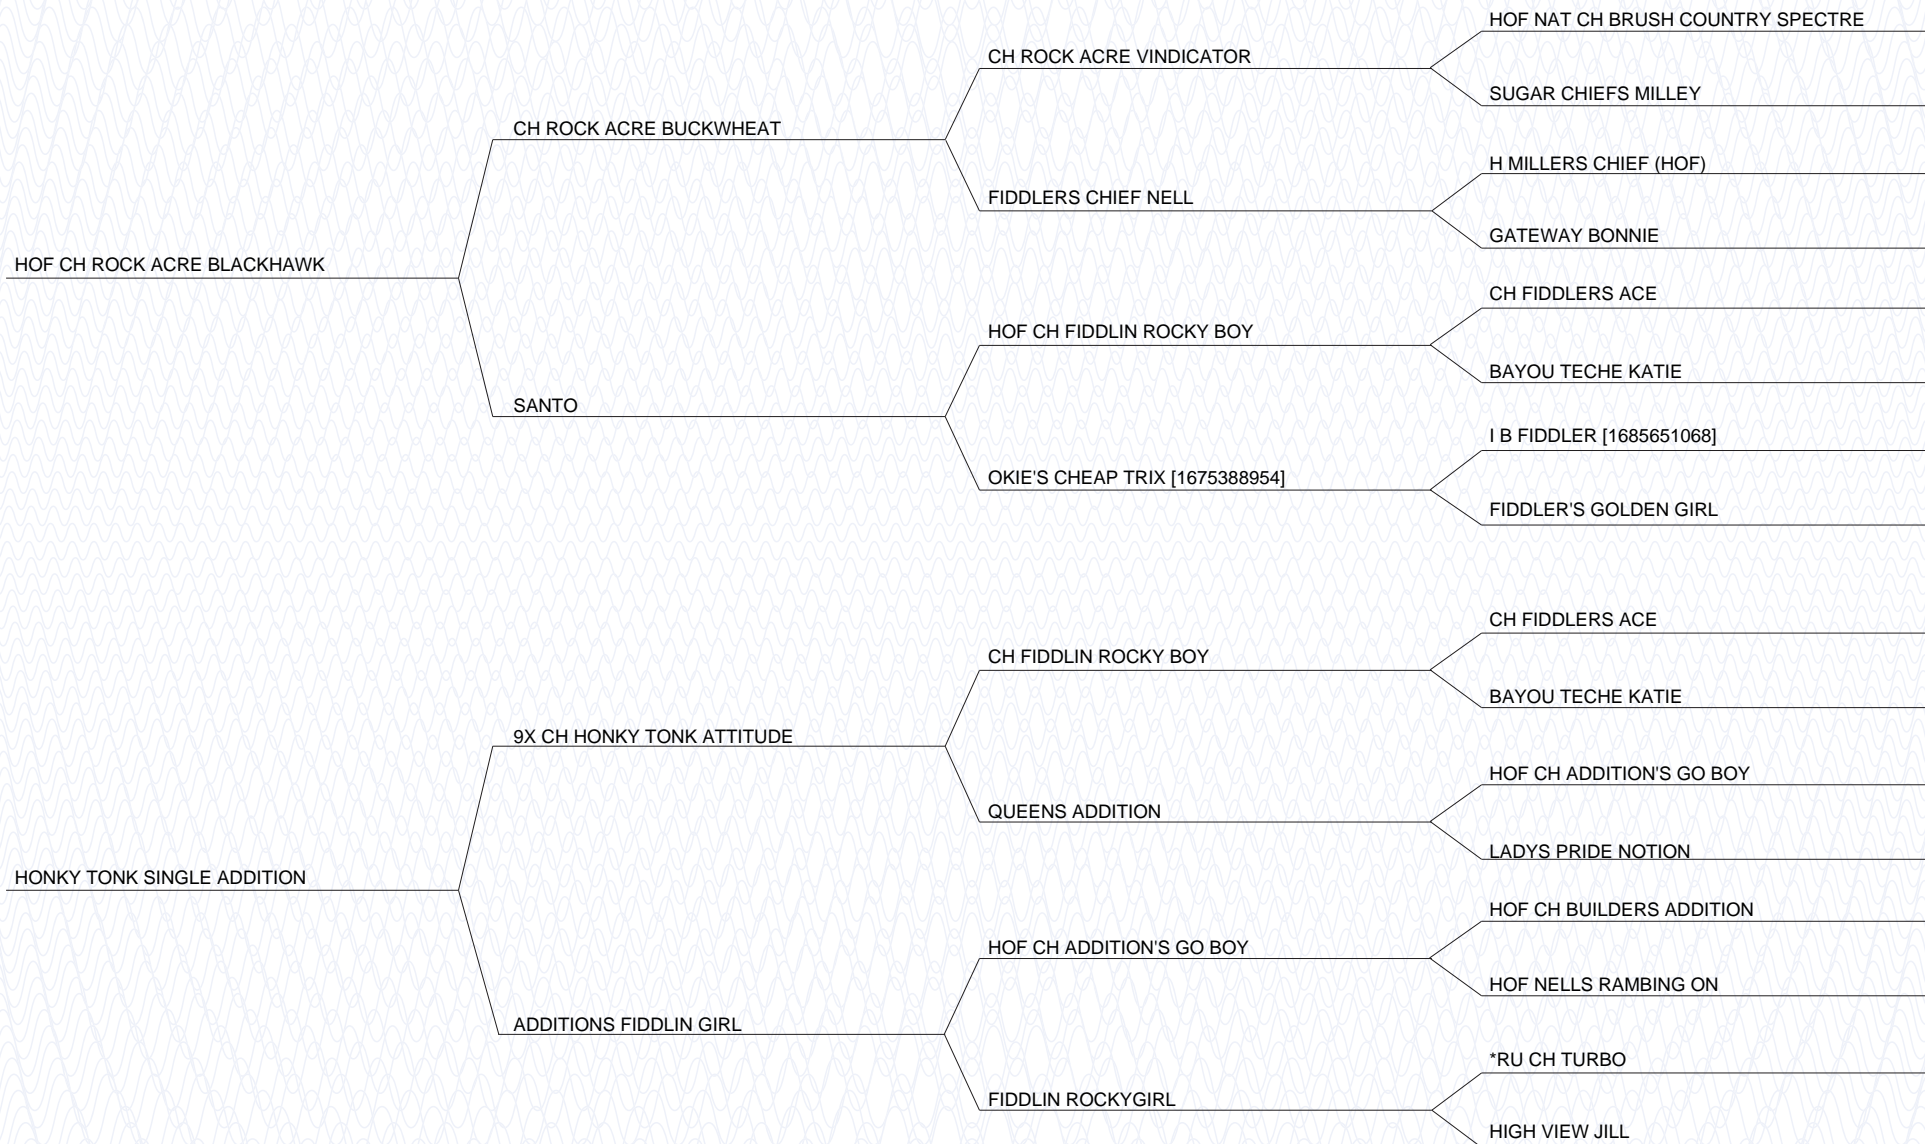 HOF NAT CH BRUSH COUNTRY SPECTRE
CH ROCK ACRE VINDICATOR
SUGAR CHIEFS MILLEY
CH ROCK ACRE BUCKWHEAT
H MILLERS CHIEF (HOF)
FIDDLERS CHIEF NELL
GATEWAY BONNIE
HOF CH ROCK ACRE BLACKHAWK
CH FIDDLERS ACE
HOF CH FIDDLIN ROCKY BOY
BAYOU TECHE KATIE
SANTO
I B FIDDLER [1685651068]
OKIE'S CHEAP TRIX [1675388954]
FIDDLER'S GOLDEN GIRL
CH FIDDLERS ACE
CH FIDDLIN ROCKY BOY
BAYOU TECHE KATIE
9X CH HONKY TONK ATTITUDE
HOF CH ADDITION'S GO BOY
QUEENS ADDITION
LADYS PRIDE NOTION
HONKY TONK SINGLE ADDITION
HOF CH BUILDERS ADDITION
HOF CH ADDITION'S GO BOY
HOF NELLS RAMBING ON
ADDITIONS FIDDLIN GIRL
*RU CH TURBO
FIDDLIN ROCKYGIRL
HIGH VIEW JILL